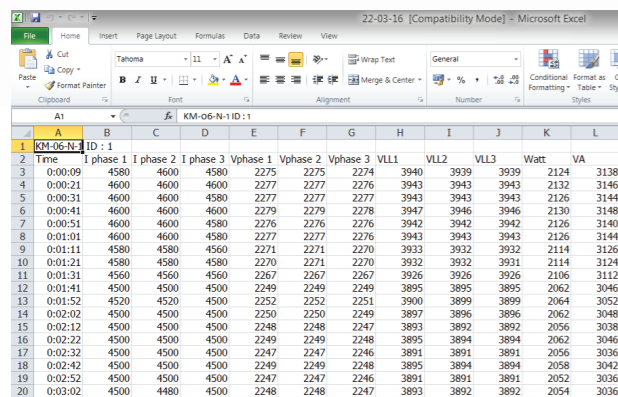 22-03-16 [Compatibility Mode] - Microsoft Excel
File Home Insert Page Layout Formulas Data Review View
Cut Tahoma 11 A A Wrap Text General
Copy
Paste Format Painter B I U A Merge & Center % , Conditional Format as
Formatting Table
Clipboard Font Alignment Number Styles
A1 fx KM-06-N-1 ID : 1
A B C D E F G H I J K L
1 KM-06-N-1 ID : 1
2 Time I phase 1 I phase 2 I phase 3 Vphase 1 Vphase 2 Vphase 3 VLL1 VLL2 VLL3 Watt VA
3 0:00:09 4580 4600 4580 2275 2275 2274 3940 3939 3939 2124 3138
4 0:00:21 4600 4600 4600 2277 2277 2276 3943 3943 3943 2132 3146
5 0:00:31 4600 4600 4580 2277 2277 2275 3943 3943 3943 2126 3144
6 0:00:41 4600 4600 4600 2279 2279 2278 3947 3946 3946 2130 3148
7 0:00:51 4600 4600 4580 2276 2277 2276 3942 3942 3942 2126 3140
8 0:01:01 4600 4600 4600 2277 2277 2276 3943 3943 3943 2126 3144
9 0:01:11 4580 4580 4560 2271 2271 2270 3933 3932 3932 2114 3126
10 0:01:21 4580 4580 4580 2270 2271 2270 3932 3932 3931 2114 3124
11 0:01:31 4560 4560 4560 2267 2267 2267 3926 3926 3926 2106 3112
12 0:01:41 4500 4500 4500 2249 2249 2249 3895 3895 3895 2062 3046
13 0:01:52 4520 4520 4500 2252 2252 2251 3900 3899 3899 2064 3052
14 0:02:02 4500 4500 4500 2250 2250 2249 3897 3896 3896 2062 3048
15 0:02:12 4500 4500 4500 2248 2248 2247 3893 3892 3892 2056 3038
16 0:02:22 4500 4500 4500 2249 2249 2248 3895 3894 3894 2062 3046
17 0:02:32 4500 4500 4500 2247 2247 2246 3891 3891 3891 2056 3036
18 0:02:42 4500 4500 4500 2249 2249 2248 3895 3894 3894 2058 3042
19 0:02:52 4500 4500 4500 2247 2247 2246 3891 3891 3891 2052 3036
20 0:03:02 4500 4480 4500 2248 2248 2247 3893 3892 3892 2054 3036